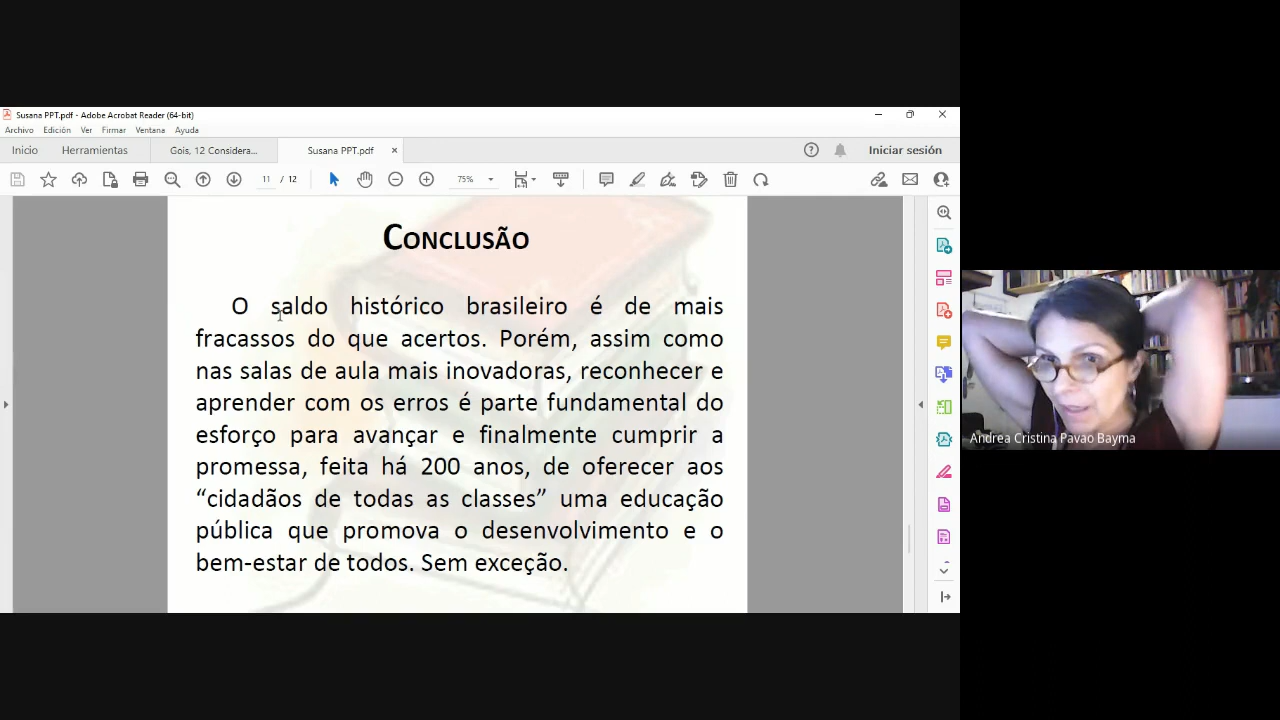 Susana PPT.pdf - Adobe Acrobat Reader (64-bit)
Archivo Edición Ver Firmar Ventana Ayuda
Inicio Herramientas Gois, 12 Considera... Susana PPT.pdf × Iniciar sesión
11 / 12 75%
CONCLUSÃO
O saldo histórico brasileiro é de mais
fracassos do que acertos. Porém, assim como
nas salas de aula mais inovadoras, reconhecer e
aprender com os erros é parte fundamental do
esforço para avançar e finalmente cumprir a
promessa, feita há 200 anos, de oferecer aos
“cidadãos de todas as classes” uma educação
pública que promova o desenvolvimento e o
bem-estar de todos. Sem exceção.
Andrea Cristina Pavao Bayma